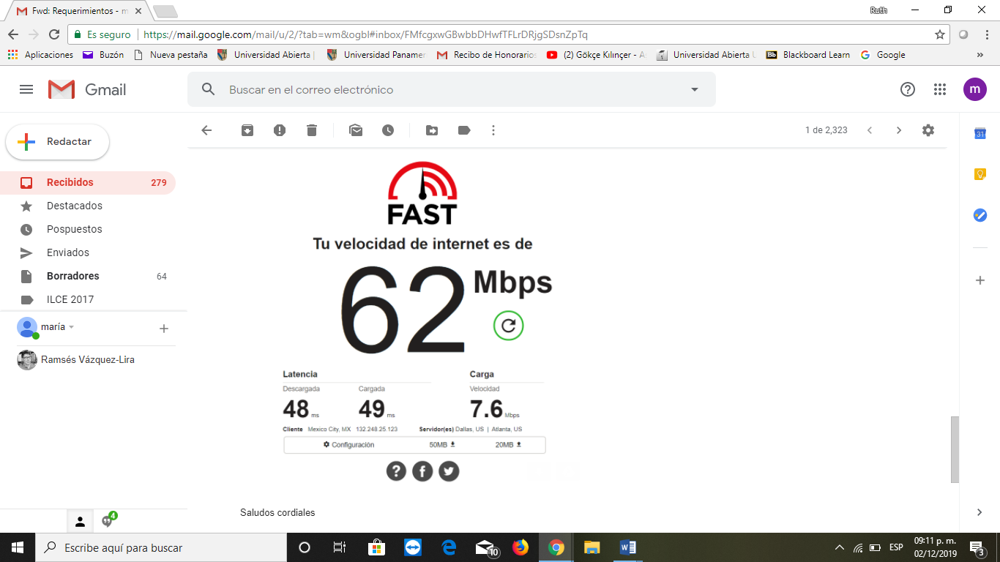 Fwd: Requerimientos - m
Ruth
Es seguro
https://mail.google.com/mail/u/2/?tab=wm&ogbl#inbox/FMfcgxwGBwbbDHwfTFLrDRjgSDsnZpTq
Aplicaciones
Buzón
Nueva pestaña
Universidad Abierta |
Universidad Panamer
Recibo de Honorarios
(2) Gökçe Kılınçer - A
Universidad Abierta U
Bb Blackboard Learn
Google
»
Gmail
Buscar en el correo electrónico
m
Redactar
1 de 2,323
31
Recibidos 279
Destacados
Pospuestos
Enviados
Borradores 64
ILCE 2017
maría
Ramsés Vázquez-Lira
4
FAST
Tu velocidad de internet es de
62 Mbps
Latencia
Carga
Descargada
Cargada
Velocidad
48 ms
49 ms
7.6 Mbps
Cliente Mexico City, MX 132.248.25.123 Servidor(es) Dallas, US | Atlanta, US
Configuración 50MB 20MB
Saludos cordiales
Escribe aquí para buscar
10
ESP
09:11 p. m.
02/12/2019
3